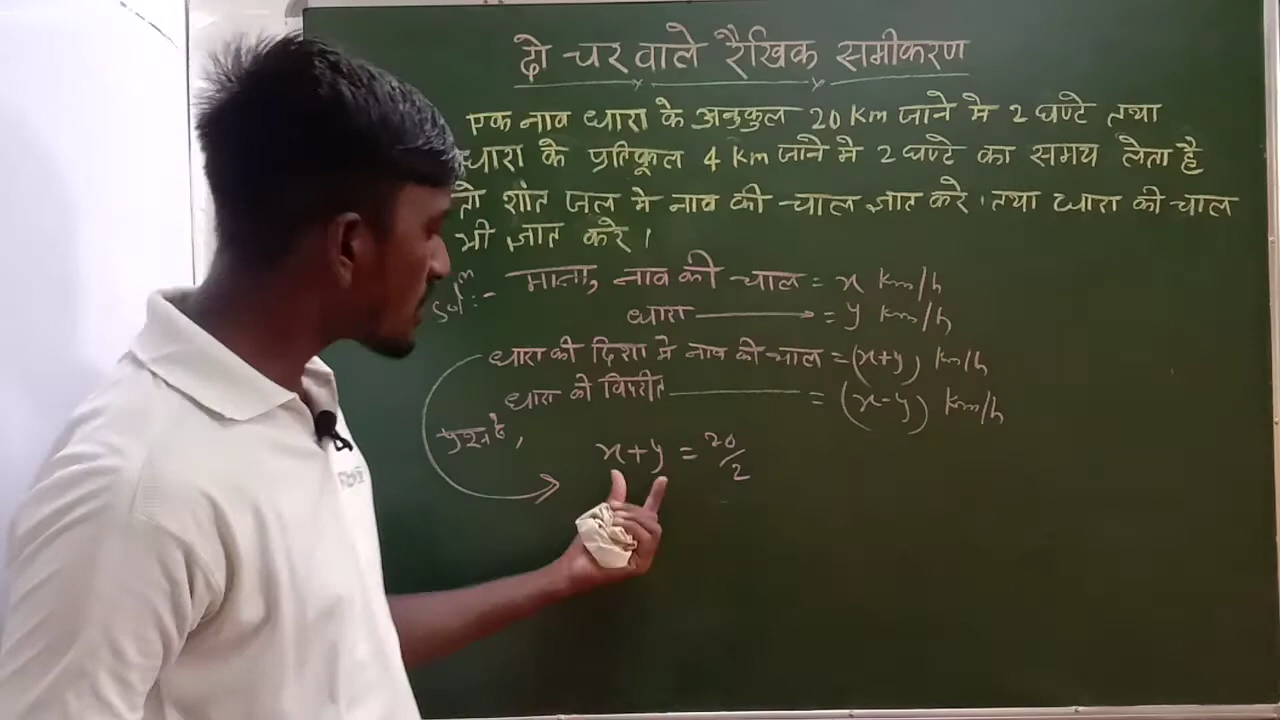 दो चर वाले रैखिक समीकरण
एक नाव धारा के अनुकुल 20 Km जाने मे 2 घण्टे तथा
धारा के प्रतिकूल 4 Km जाने मे 2 घण्टे का समय लेता है
तो शांत जल मे नाव की चाल ज्ञात करे। तथा धारा की चाल
भी ज्ञात करे।
Solⁿ:- माना, नाव की चाल = x Km/h
धारा ——→ = y Km/h
धारा की दिशा मे नाव की चाल = (x+y) Km/h
धारा के विपरीत ——— = (x-y) Km/h
प्रश्न से, x+y = 20/2